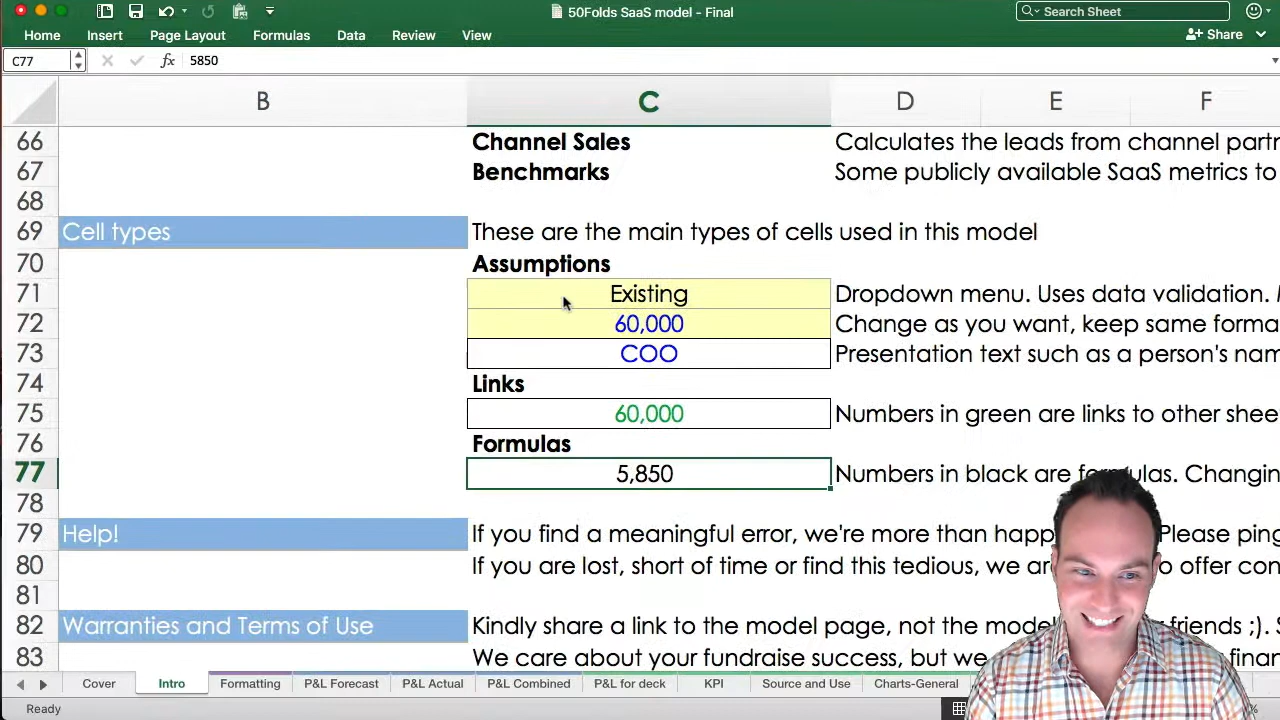 50Folds SaaS model - Final
Search Sheet
Home Insert Page Layout Formulas Data Review View
Share
C77 fx 5850
B C D E F
66 Channel Sales Calculates the leads from channel partn
67 Benchmarks Some publicly available SaaS metrics to
68
69 Cell types These are the main types of cells used in this model
70 Assumptions
71 Existing Dropdown menu. Uses data validation.
72 60,000 Change as you want, keep same forma
73 COO Presentation text such as a person's nam
74 Links
75 60,000 Numbers in green are links to other shee
76 Formulas
77 5,850 Numbers in black are formulas. Changin
78
79 Help! If you find a meaningful error, we're more than happ Please ping
80 If you are lost, short of time or find this tedious, we ar o offer con
81
82 Warranties and Terms of Use Kindly share a link to the model page, not the mode friends ;). S
83 We care about your fundraise success, but we finan
Cover Intro Formatting P&L Forecast P&L Actual P&L Combined P&L for deck KPI Source and Use Charts-General
Ready %